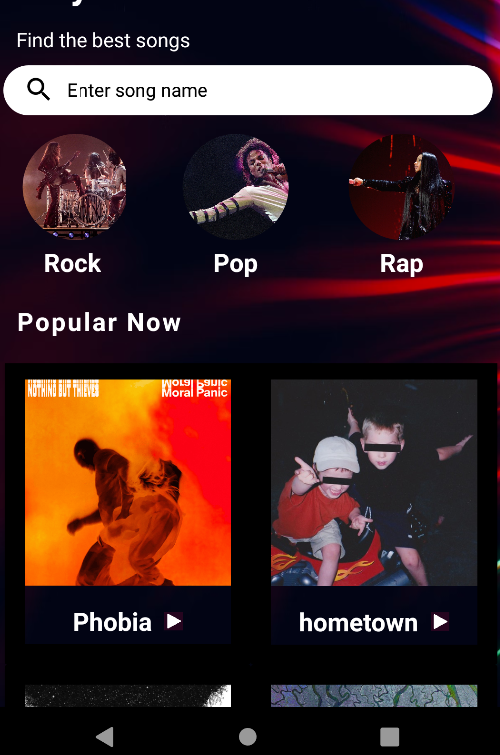 Find the best songs
Enter song name
Rock
Pop
Rap
Popular Now
NOTHING BUT THIEVES
Moral Panic
Phobia
hometown